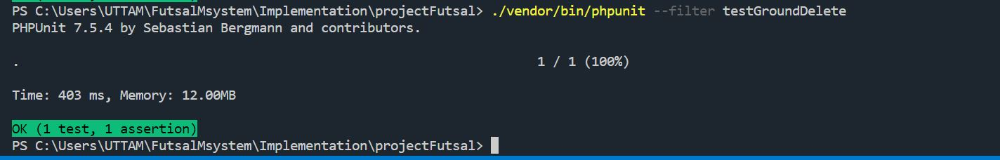 PS C:\Users\UTTAM\FutsalMsystem\Implementation\projectFutsal> ./vendor/bin/phpunit --filter testGroundDelete
PHPUnit 7.5.4 by Sebastian Bergmann and contributors.
. 1 / 1 (100%)
Time: 403 ms, Memory: 12.00MB
OK (1 test, 1 assertion)
PS C:\Users\UTTAM\FutsalMsystem\Implementation\projectFutsal>